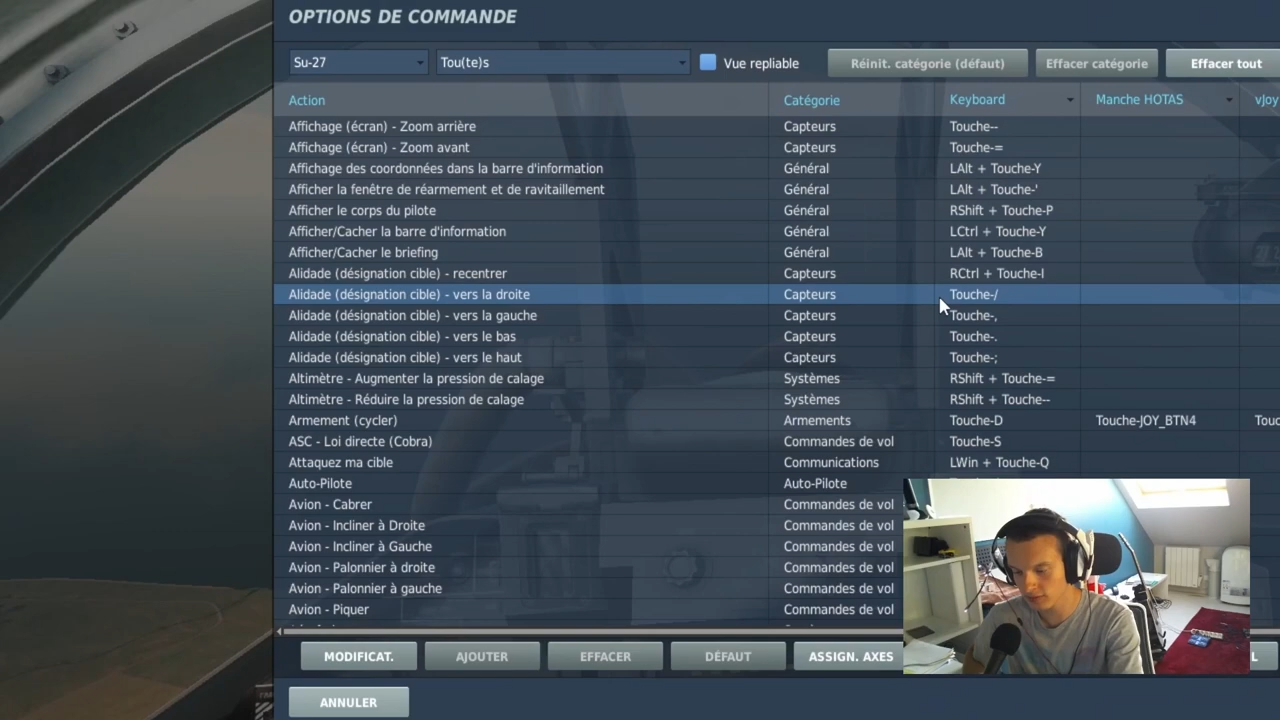 OPTIONS DE COMMANDE
Su-27 Tou(te)s Vue repliable Réinit. catégorie (défaut) Effacer catégorie Effacer tout
Action Catégorie Keyboard Manche HOTAS vJoy
Affichage (écran) - Zoom arrière Capteurs Touche--
Affichage (écran) - Zoom avant Capteurs Touche-=
Affichage des coordonnées dans la barre d'information Général LAlt + Touche-Y
Afficher la fenêtre de réarmement et de ravitaillement Général LAlt + Touche-'
Afficher le corps du pilote Général RShift + Touche-P
Afficher/Cacher la barre d'information Général LCtrl + Touche-Y
Afficher/Cacher le briefing Général LAlt + Touche-B
Alidade (désignation cible) - recentrer Capteurs RCtrl + Touche-I
Alidade (désignation cible) - vers la droite Capteurs Touche-/
Alidade (désignation cible) - vers la gauche Capteurs Touche-,
Alidade (désignation cible) - vers le bas Capteurs Touche-.
Alidade (désignation cible) - vers le haut Capteurs Touche-;
Altimètre - Augmenter la pression de calage Systèmes RShift + Touche-=
Altimètre - Réduire la pression de calage Systèmes RShift + Touche--
Armement (cycler) Armements Touche-D Touche-JOY_BTN4 Touc
ASC - Loi directe (Cobra) Commandes de vol Touche-S
Attaquez ma cible Communications LWin + Touche-Q
Auto-Pilote Auto-Pilote
Avion - Cabrer Commandes de vol
Avion - Incliner à Droite Commandes de vol
Avion - Incliner à Gauche Commandes de vol
Avion - Palonnier à droite Commandes de vol
Avion - Palonnier à gauche Commandes de vol
Avion - Piquer Commandes de vol
MODIFICAT. AJOUTER EFFACER DÉFAUT ASSIGN. AXES L
ANNULER